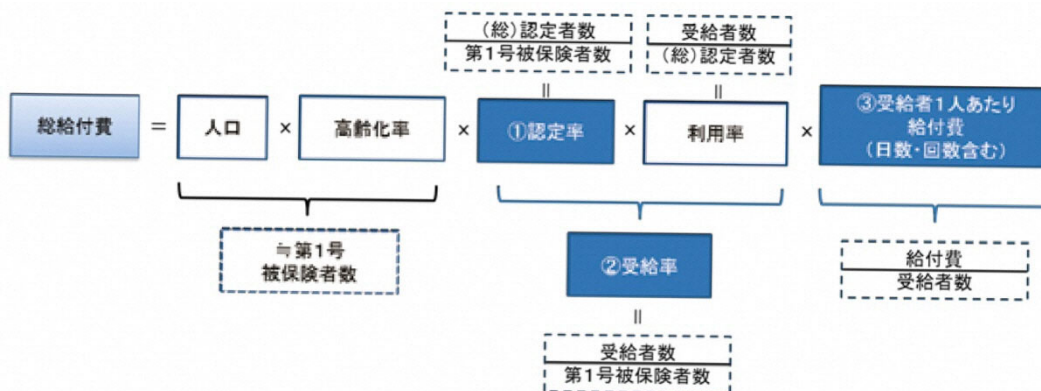 (総)認定者数
第1号被保険者数
受給者数
(総)認定者数
=
=
総給付費 = 人口 × 高齢化率 × ①認定率 × 利用率 × ③受給者1人あたり
給付費
(日数・回数含む)
≒第1号
被保険者数
②受給率
給付費
受給者数
=
受給者数
第1号被保険者数